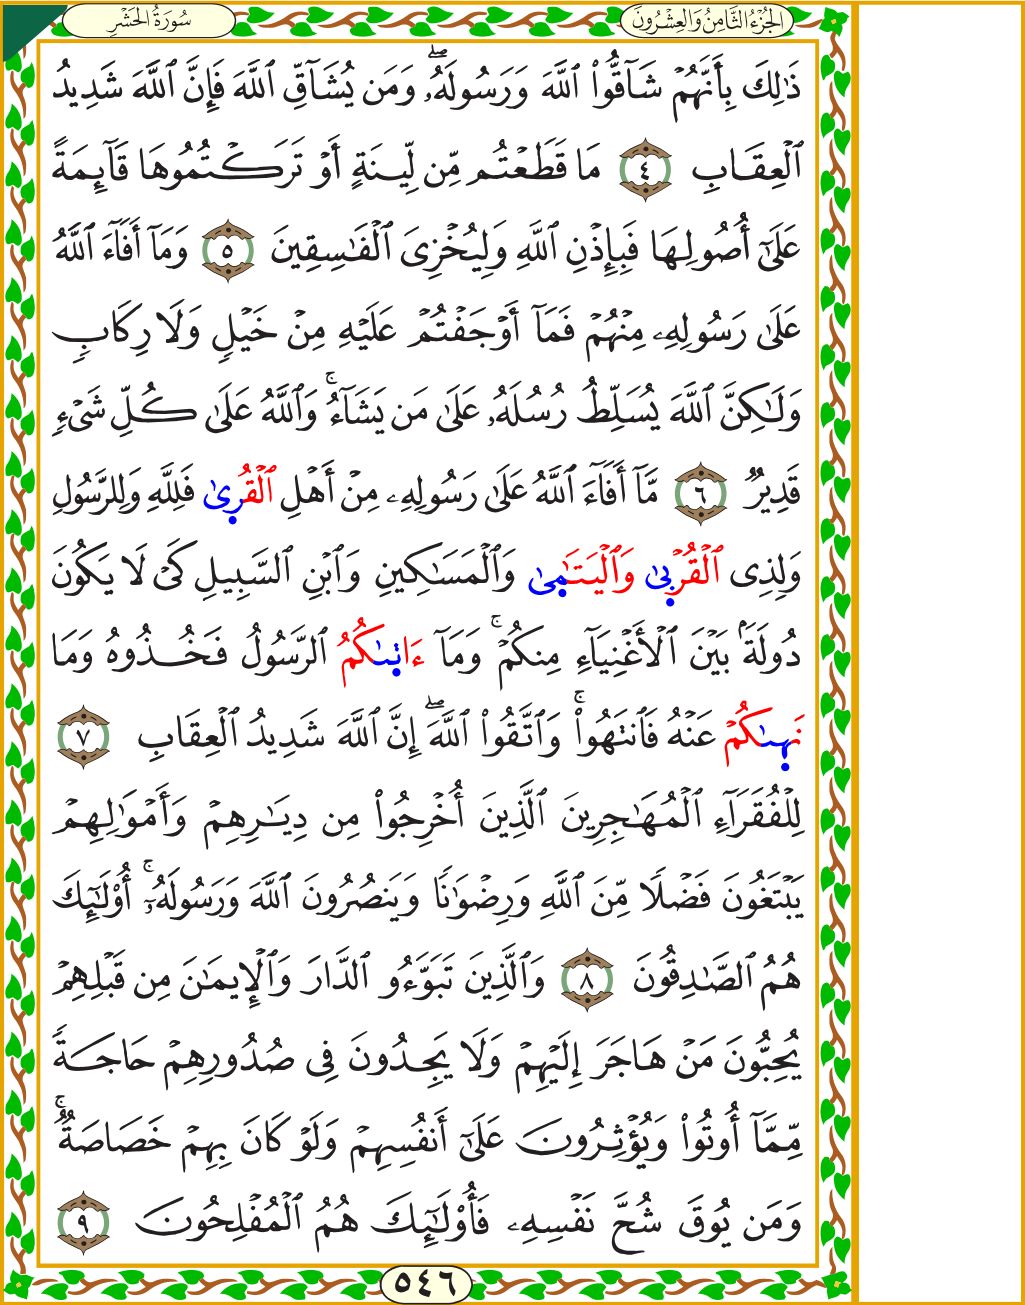 الجُزْءُ الثَّامِنُ وَالعِشْرُونَ
سُورَةُ الحَشْرِ
ذَٰلِكَ بِأَنَّهُمۡ شَآقُّواْ ٱللَّهَ وَرَسُولَهُۥۖ وَمَن يُشَآقِّ ٱللَّهَ فَإِنَّ ٱللَّهَ شَدِيدُ
ٱلۡعِقَابِ ٤ مَا قَطَعۡتُم مِّن لِّينَةٍ أَوۡ تَرَكۡتُمُوهَا قَآئِمَةً
عَلَىٰٓ أُصُولِهَا فَبِإِذۡنِ ٱللَّهِ وَلِيُخۡزِيَ ٱلۡفَٰسِقِينَ ٥ وَمَآ أَفَآءَ ٱللَّهُ
عَلَىٰ رَسُولِهِۦ مِنۡهُمۡ فَمَآ أَوۡجَفۡتُمۡ عَلَيۡهِ مِنۡ خَيۡلٖ وَلَا رِكَابٖ
وَلَٰكِنَّ ٱللَّهَ يُسَلِّطُ رُسُلَهُۥ عَلَىٰ مَن يَشَآءُۚ وَٱللَّهُ عَلَىٰ كُلِّ شَيۡءٖ
قَدِيرٞ ٦ مَّآ أَفَآءَ ٱللَّهُ عَلَىٰ رَسُولِهِۦ مِنۡ أَهۡلِ ٱلۡقُرىٰ فَلِلَّهِ وَلِلرَّسُولِ
وَلِذِي ٱلۡقُرۡبىٰ وَٱلۡيَتَٰمىٰ وَٱلۡمَسَٰكِينِ وَٱبۡنِ ٱلسَّبِيلِ كَيۡ لَا يَكُونَ
دُولَةَۢ بَيۡنَ ٱلۡأَغۡنِيَآءِ مِنكُمۡۚ وَمَآ ءَاتىٰكُمُ ٱلرَّسُولُ فَخُذُوهُ وَمَا
نَهىٰكُمۡ عَنۡهُ فَٱنتَهُواْۚ وَٱتَّقُواْ ٱللَّهَۖ إِنَّ ٱللَّهَ شَدِيدُ ٱلۡعِقَابِ ٧
لِلۡفُقَرَآءِ ٱلۡمُهَٰجِرِينَ ٱلَّذِينَ أُخۡرِجُواْ مِن دِيَٰرِهِمۡ وَأَمۡوَٰلِهِمۡ
يَبۡتَغُونَ فَضۡلٗا مِّنَ ٱللَّهِ وَرِضۡوَٰنٗا وَيَنصُرُونَ ٱللَّهَ وَرَسُولَهُۥٓۚ أُوْلَٰٓئِكَ
هُمُ ٱلصَّٰدِقُونَ ٨ وَٱلَّذِينَ تَبَوَّءُو ٱلدَّارَ وَٱلۡإِيمَٰنَ مِن قَبۡلِهِمۡ
يُحِبُّونَ مَنۡ هَاجَرَ إِلَيۡهِمۡ وَلَا يَجِدُونَ فِي صُدُورِهِمۡ حَاجَةٗ
مِّمَّآ أُوتُواْ وَيُؤۡثِرُونَ عَلَىٰٓ أَنفُسِهِمۡ وَلَوۡ كَانَ بِهِمۡ خَصَاصَةٞۚ
وَمَن يُوقَ شُحَّ نَفۡسِهِۦ فَأُوْلَٰٓئِكَ هُمُ ٱلۡمُفۡلِحُونَ ٩
٥٤٦